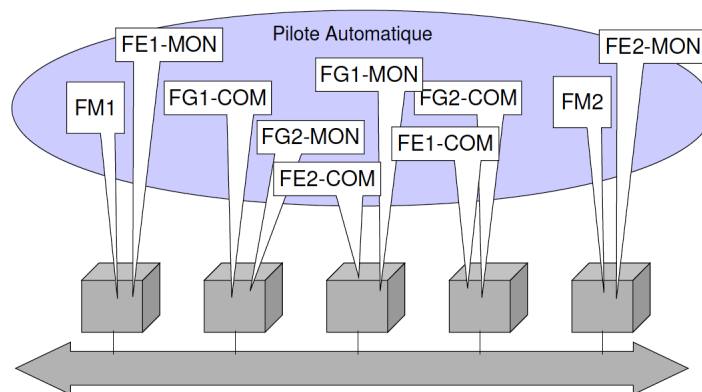 Pilote Automatique
FE1-MON
FE2-MON
FG1-MON
FM1
FG1-COM
FG2-COM
FM2
FG2-MON
FE1-COM
FE2-COM